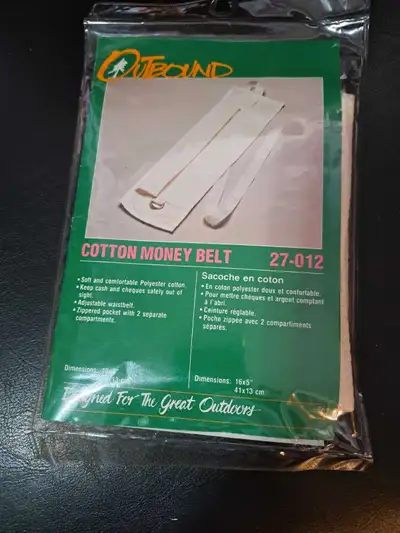 OUTBOUND
COTTON MONEY BELT 27-012
• Soft and comfortable Polyester cotton.
• Keep cash and cheques safely out of
sight.
• Adjustable waistbelt.
• Zippered pocket with 2 separate
compartments.
Dimensions:
Sacoche en coton
• En coton polyester doux et confortable.
• Pour mettre chèques et argent comptant
à l'abri.
• Ceinture réglable.
• Poche zippée avec 2 compartiments
séparés.
Dimensions: 16x5"
41x13 cm
Designed For The Great Outdoors